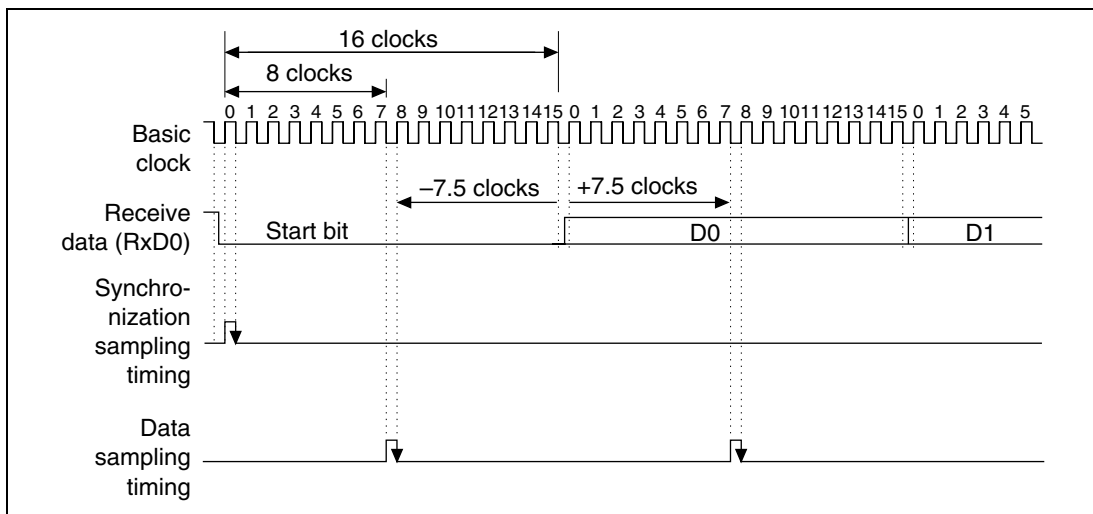 16 clocks
8 clocks
0 1 2 3 4 5 6 7 8 9 10 11 12 13 14 15 0 1 2 3 4 5 6 7 8 9 10 11 12 13 14 15 0 1 2 3 4 5
Basic
clock
–7.5 clocks +7.5 clocks
Receive
data (RxD0)
Start bit D0 D1
Synchro-
nization
sampling
timing
Data
sampling
timing